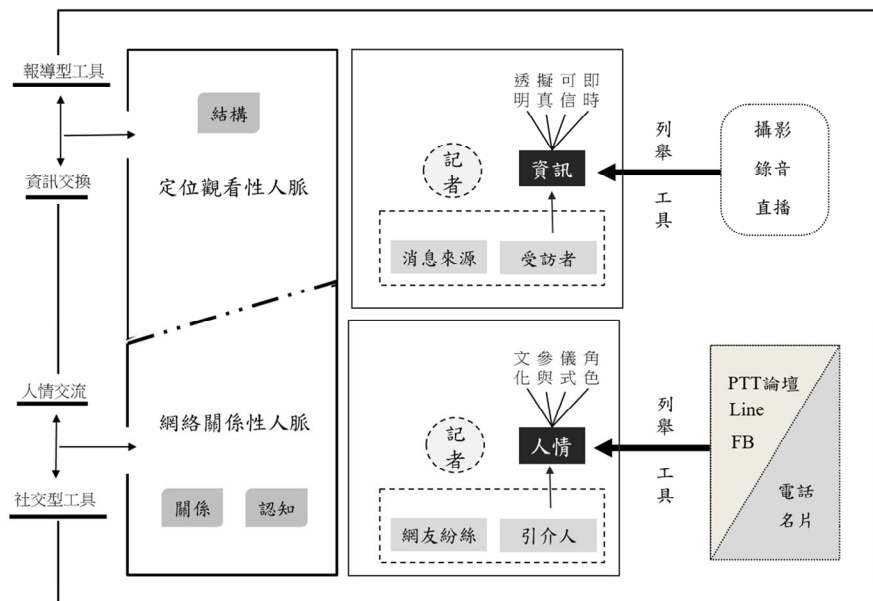 報導型工具
資訊交換
人情交流
社交型工具
結構
定位觀看性人脈
網絡關係性人脈
關係
認知
透明
擬真
可信
即時
記者
資訊
消息來源
受訪者
列舉
工具
攝影
錄音
直播
文化
參與
儀式
角色
記者
人情
網友紛絲
引介人
列舉
工具
PTT論壇
Line
FB
電話
名片